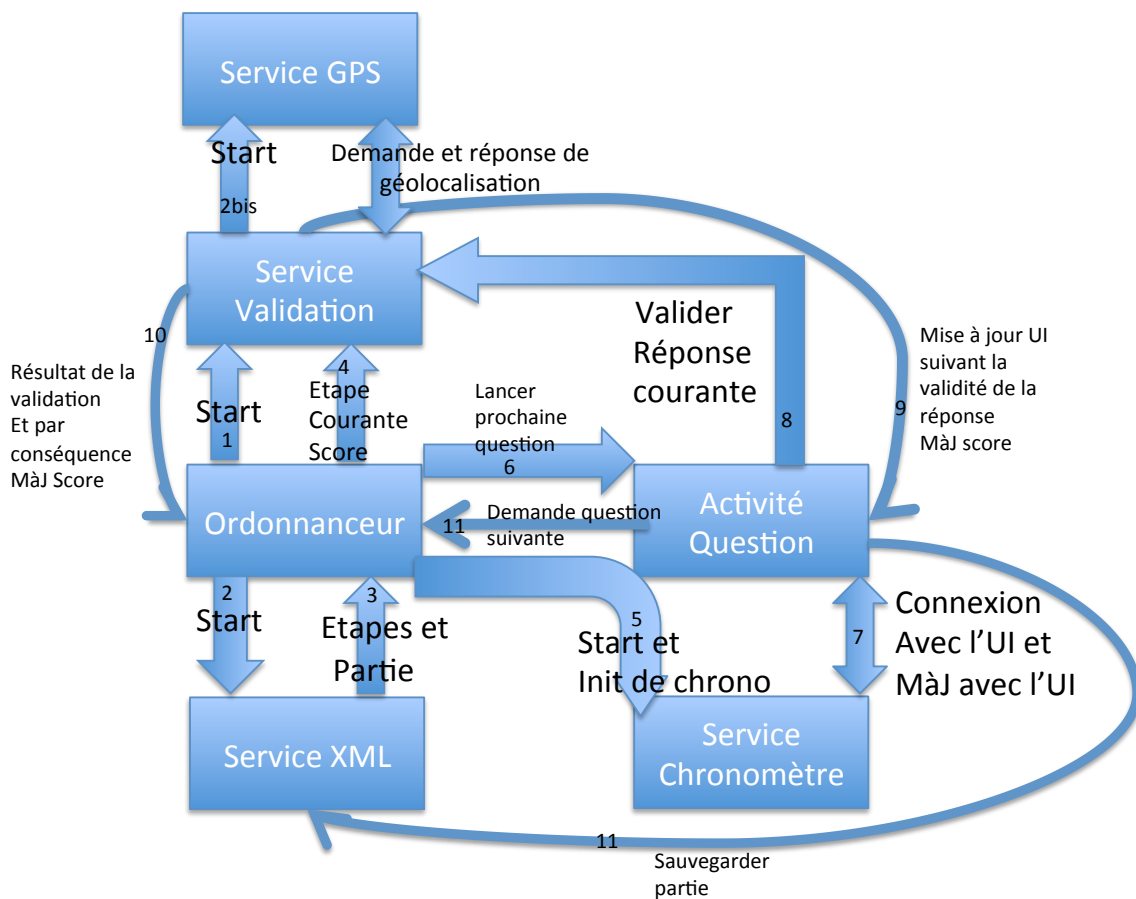 Service GPS
Start
2bis
Demande et réponse de
géolocalisation
Service
Validation
10
Résultat de la
validation
Et par
conséquence
MàJ Score
Start
1
4
Etape
Courante
Score
Lancer
prochaine
question
6
Valider
Réponse
courante
8
Mise à jour UI
suivant la
validité de la
réponse
MàJ score
9
Ordonnanceur
11
Demande question
suivante
Activité
Question
2
Start
3
Etapes et
Partie
5
Start et
Init de chrono
7
Connexion
Avec l’UI et
MàJ avec l’UI
Service XML
Service
Chronomètre
11
Sauvegarder
partie